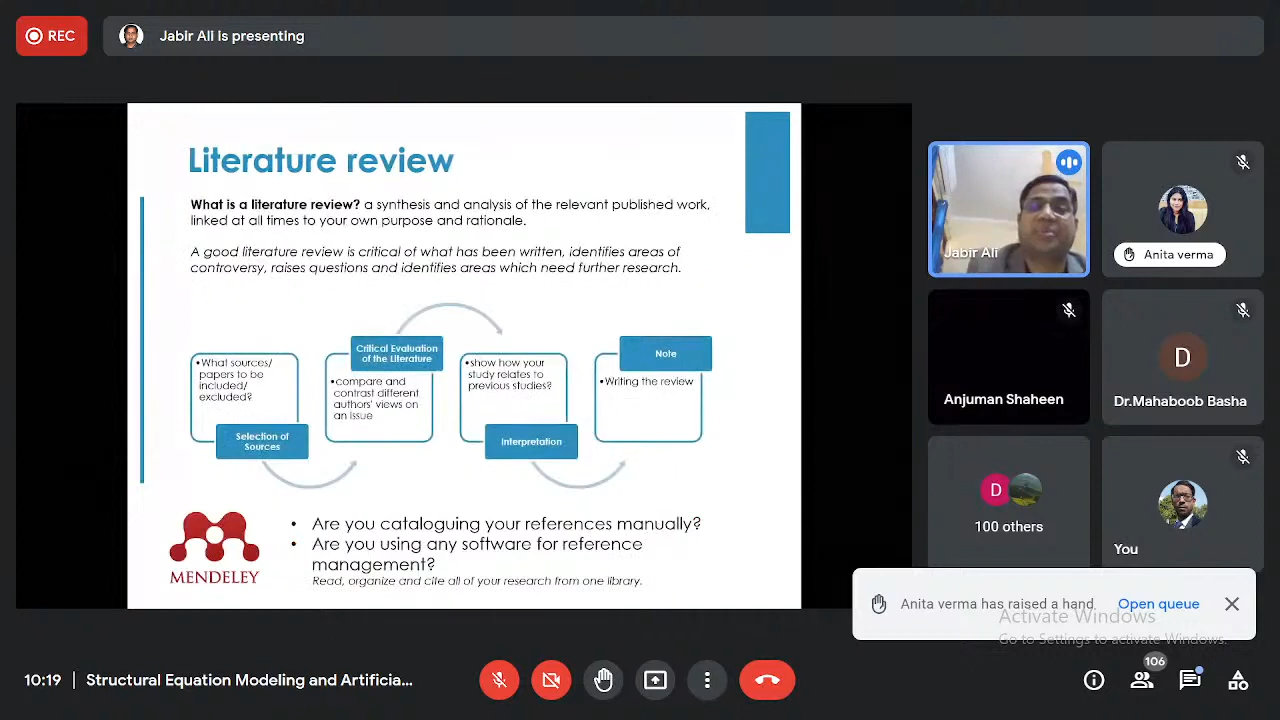 REC
Jabir Ali is presenting
Literature review
What is a literature review? a synthesis and analysis of the relevant published work,
linked at all times to your own purpose and rationale.
A good literature review is critical of what has been written, identifies areas of
controversy, raises questions and identifies areas which need further research.
•What sources/
papers to be
included/
excluded?
Selection of
Sources
Critical Evaluation
of the Literature
•compare and
contrast different
authors' views on
an issue
•show how your
study relates to
previous studies?
Interpretation
Note
•Writing the review
MENDELEY
• Are you cataloguing your references manually?
• Are you using any software for reference
management?
Read, organize and cite all of your research from one library.
Jabir Ali
Anita verma
Anjuman Shaheen
D
Dr.Mahaboob Basha
D
100 others
You
Anita verma has raised a hand
Open queue
Activate Windows
Go to Settings to activate Windows.
10:19 | Structural Equation Modeling and Artificia...
106